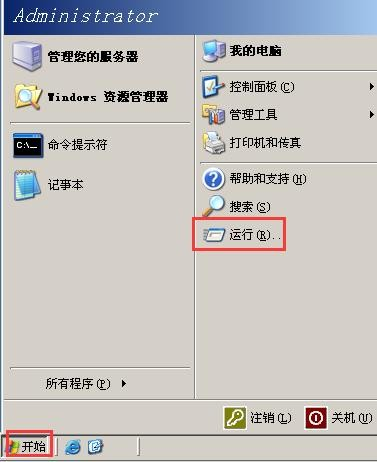 Administrator
管理您的服务器
Windows 资源管理器
命令提示符
C:\_
记事本
所有程序(P)
我的电脑
控制面板(C)
管理工具
打印机和传真
帮助和支持(H)
搜索(S)
运行(R)..
注销(L)
关机(U)
开始